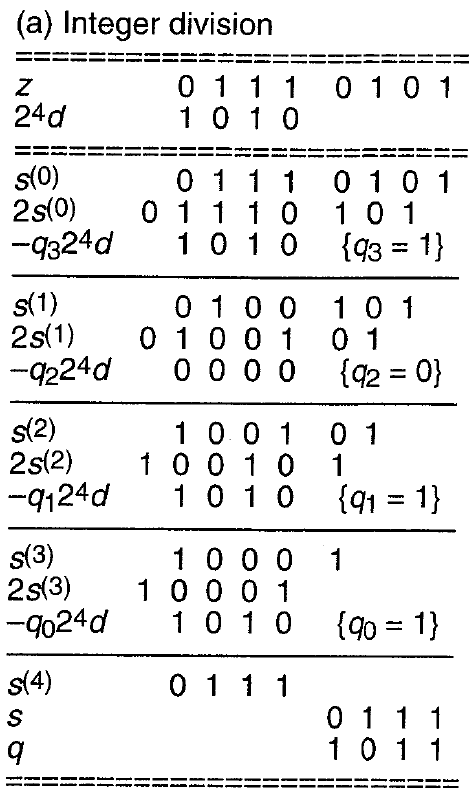 (a) Integer division
z 0 1 1 1 0 1 0 1
2⁴d 1 0 1 0
s(0) 0 1 1 1 0 1 0 1
2s(0) 0 1 1 1 0 1 0 1
−q₃2⁴d 1 0 1 0 {q₃ = 1}
s(1) 0 1 0 0 1 0 1
2s(1) 0 1 0 0 1 0 1
−q₂2⁴d 0 0 0 0 {q₂ = 0}
s(2) 1 0 0 1 0 1
2s(2) 1 0 0 1 0 1
−q₁2⁴d 1 0 1 0 {q₁ = 1}
s(3) 1 0 0 0 1
2s(3) 1 0 0 0 1
−q₀2⁴d 1 0 1 0 {q₀ = 1}
s(4) 0 1 1 1
s 0 1 1 1
q 1 0 1 1